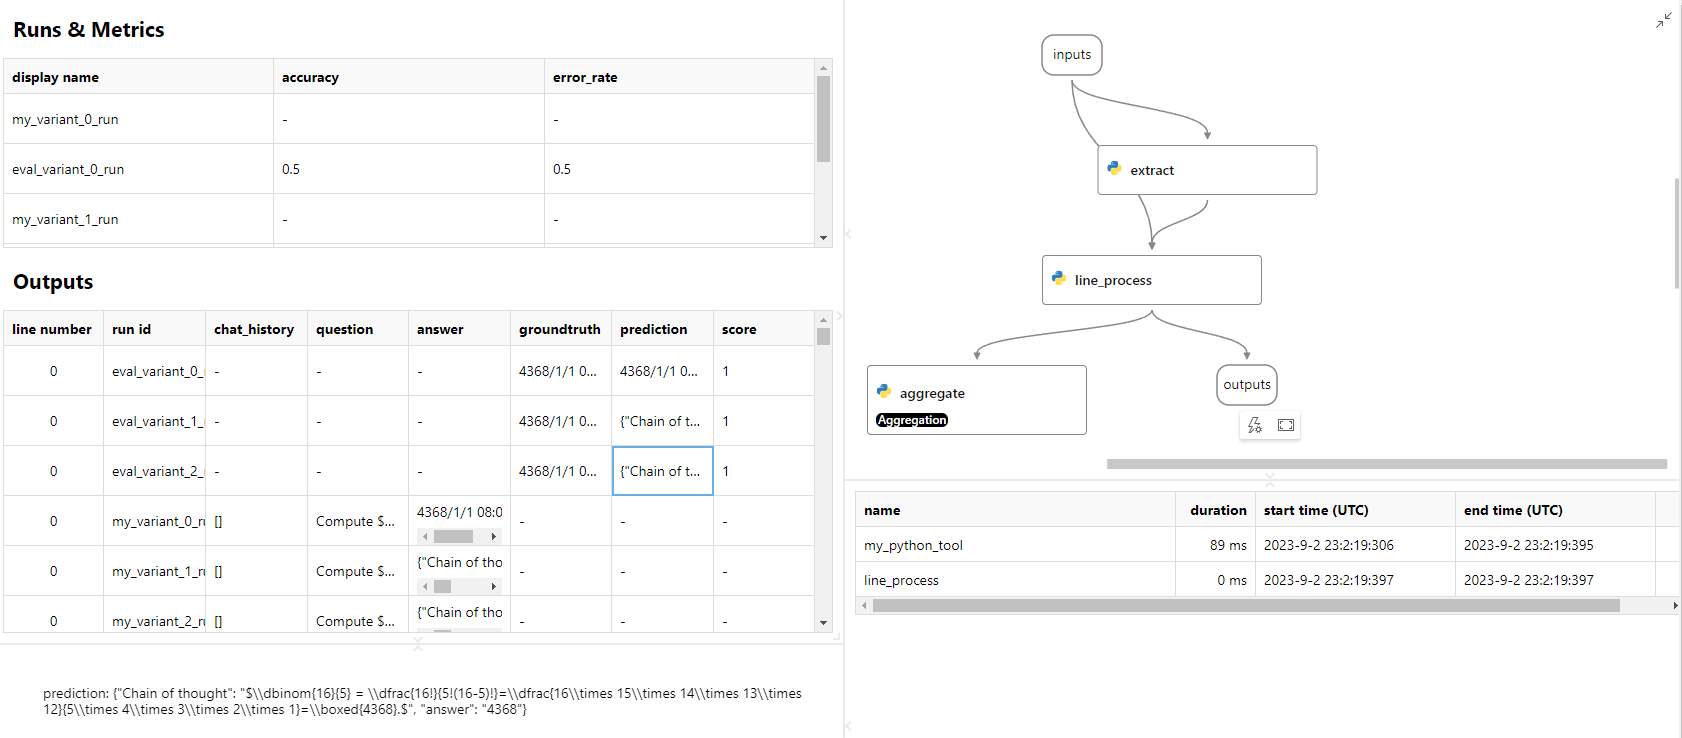 Runs & Metrics
display name accuracy error_rate
my_variant_0_run - -
eval_variant_0_run 0.5 0.5
my_variant_1_run - -
Outputs
line number run id chat_history question answer groundtruth prediction score
0 eval_variant_0_ - - - 4368/1/1 0... 4368/1/1 0... 1
0 eval_variant_1_ - - - 4368/1/1 0... {"Chain of t... 1
0 eval_variant_2_ - - - 4368/1/1 0... {"Chain of t... 1
0 my_variant_0_ru [] Compute $... 4368/1/1 08:0 - - -
0 my_variant_1_ru [] Compute $... {"Chain of tho - - -
0 my_variant_2_ru [] Compute $... {"Chain of tho - - -
prediction: {"Chain of thought": "$\\dbinom{16}{5} = \\dfrac{16!}{5!(16-5)!}=\\dfrac{16\\times 15\\times 14\\times 13\\times
12}{5\\times 4\\times 3\\times 2\\times 1}=\\boxed{4368}.$", "answer": "4368"}
inputs
extract
line_process
aggregate
Aggregation
outputs
name duration start time (UTC) end time (UTC)
my_python_tool 89 ms 2023-9-2 23:2:19:306 2023-9-2 23:2:19:395
line_process 0 ms 2023-9-2 23:2:19:397 2023-9-2 23:2:19:397